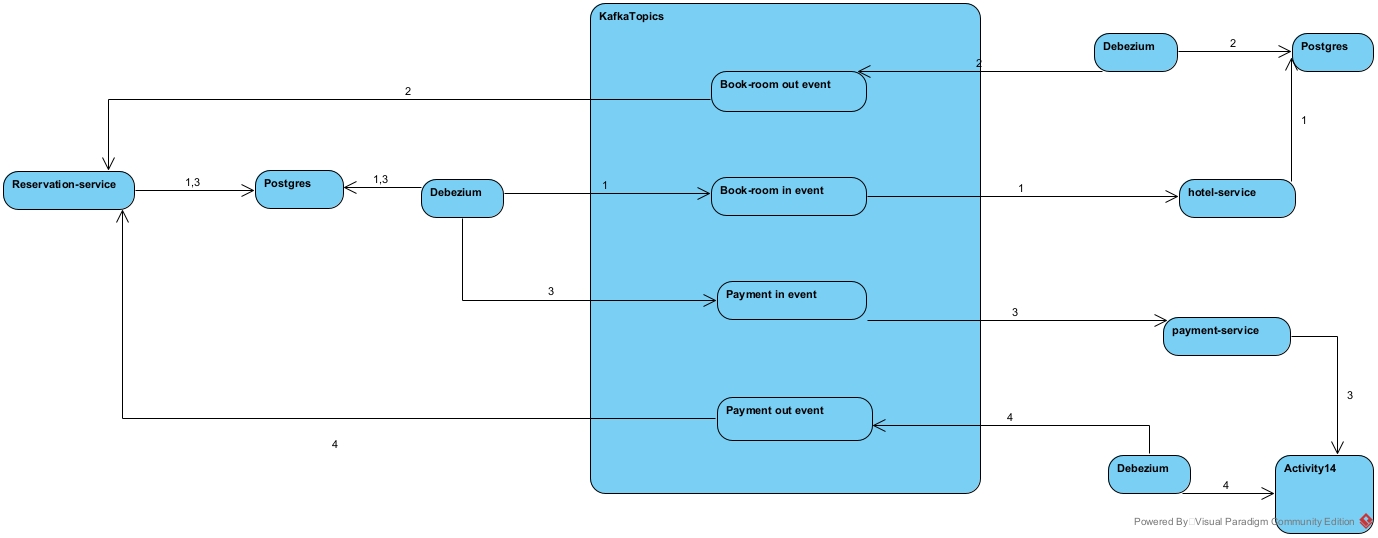 KafkaTopics
Debezium
2
Postgres
2
Book-room out event
2
1
Reservation-service
1,3
Postgres
1,3
Debezium
1
Book-room in event
1
hotel-service
3
Payment in event
3
payment-service
3
Payment out event
4
4
Debezium
4
Activity14
Powered By Visual Paradigm Community Edition